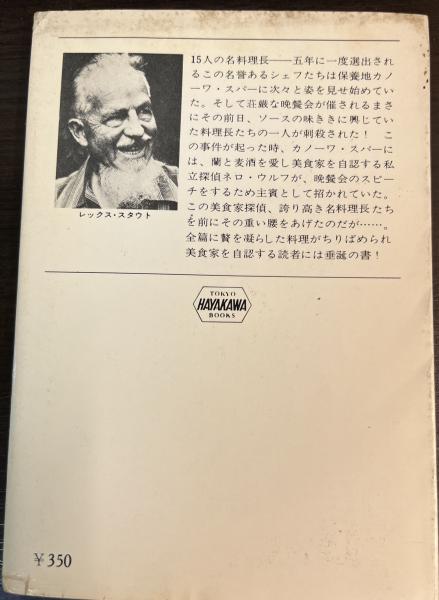 15人の名料理長──五年に一度選出され
るこの名誉あるシェフたちは保養地カノ
ーワ・スパーに次々と姿を見せ始めてい
た。そして荘厳な晩餐会が催されるまさ
にその前日、ソースの味ききに興じてい
た料理長たちの一人が刺殺された！　こ
の事件が起った時、カノーワ・スパーに
は、蘭と麦酒を愛し美食家を自認する私
立探偵ネロ・ウルフが、晩餐会のスピー
チをするため主賓として招かれていた。
この美食家探偵、誇り高き名料理長たち
を前にその重い腰をあげたのだが……。
全篇に贅を凝らした料理がちりばめられ
美食家を自認する読者には垂涎の書！
レックス・スタウト
TOKYO
HAYAKAWA
BOOKS
￥350